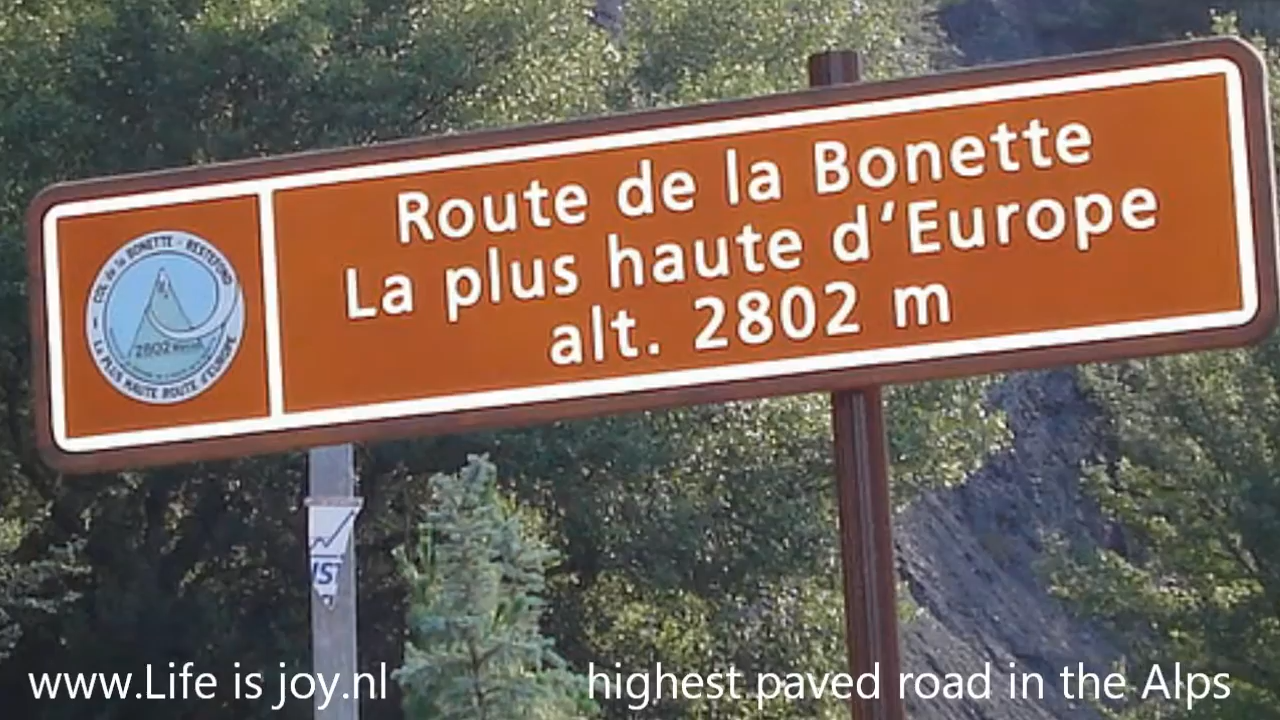 Route de la Bonette
La plus haute d'Europe
alt. 2802 m
COL de la BONETTE - RESTEFOND
2802
LA PLUS HAUTE ROUTE d'EUROPE
www.Life is joy.nl
highest paved road in the Alps